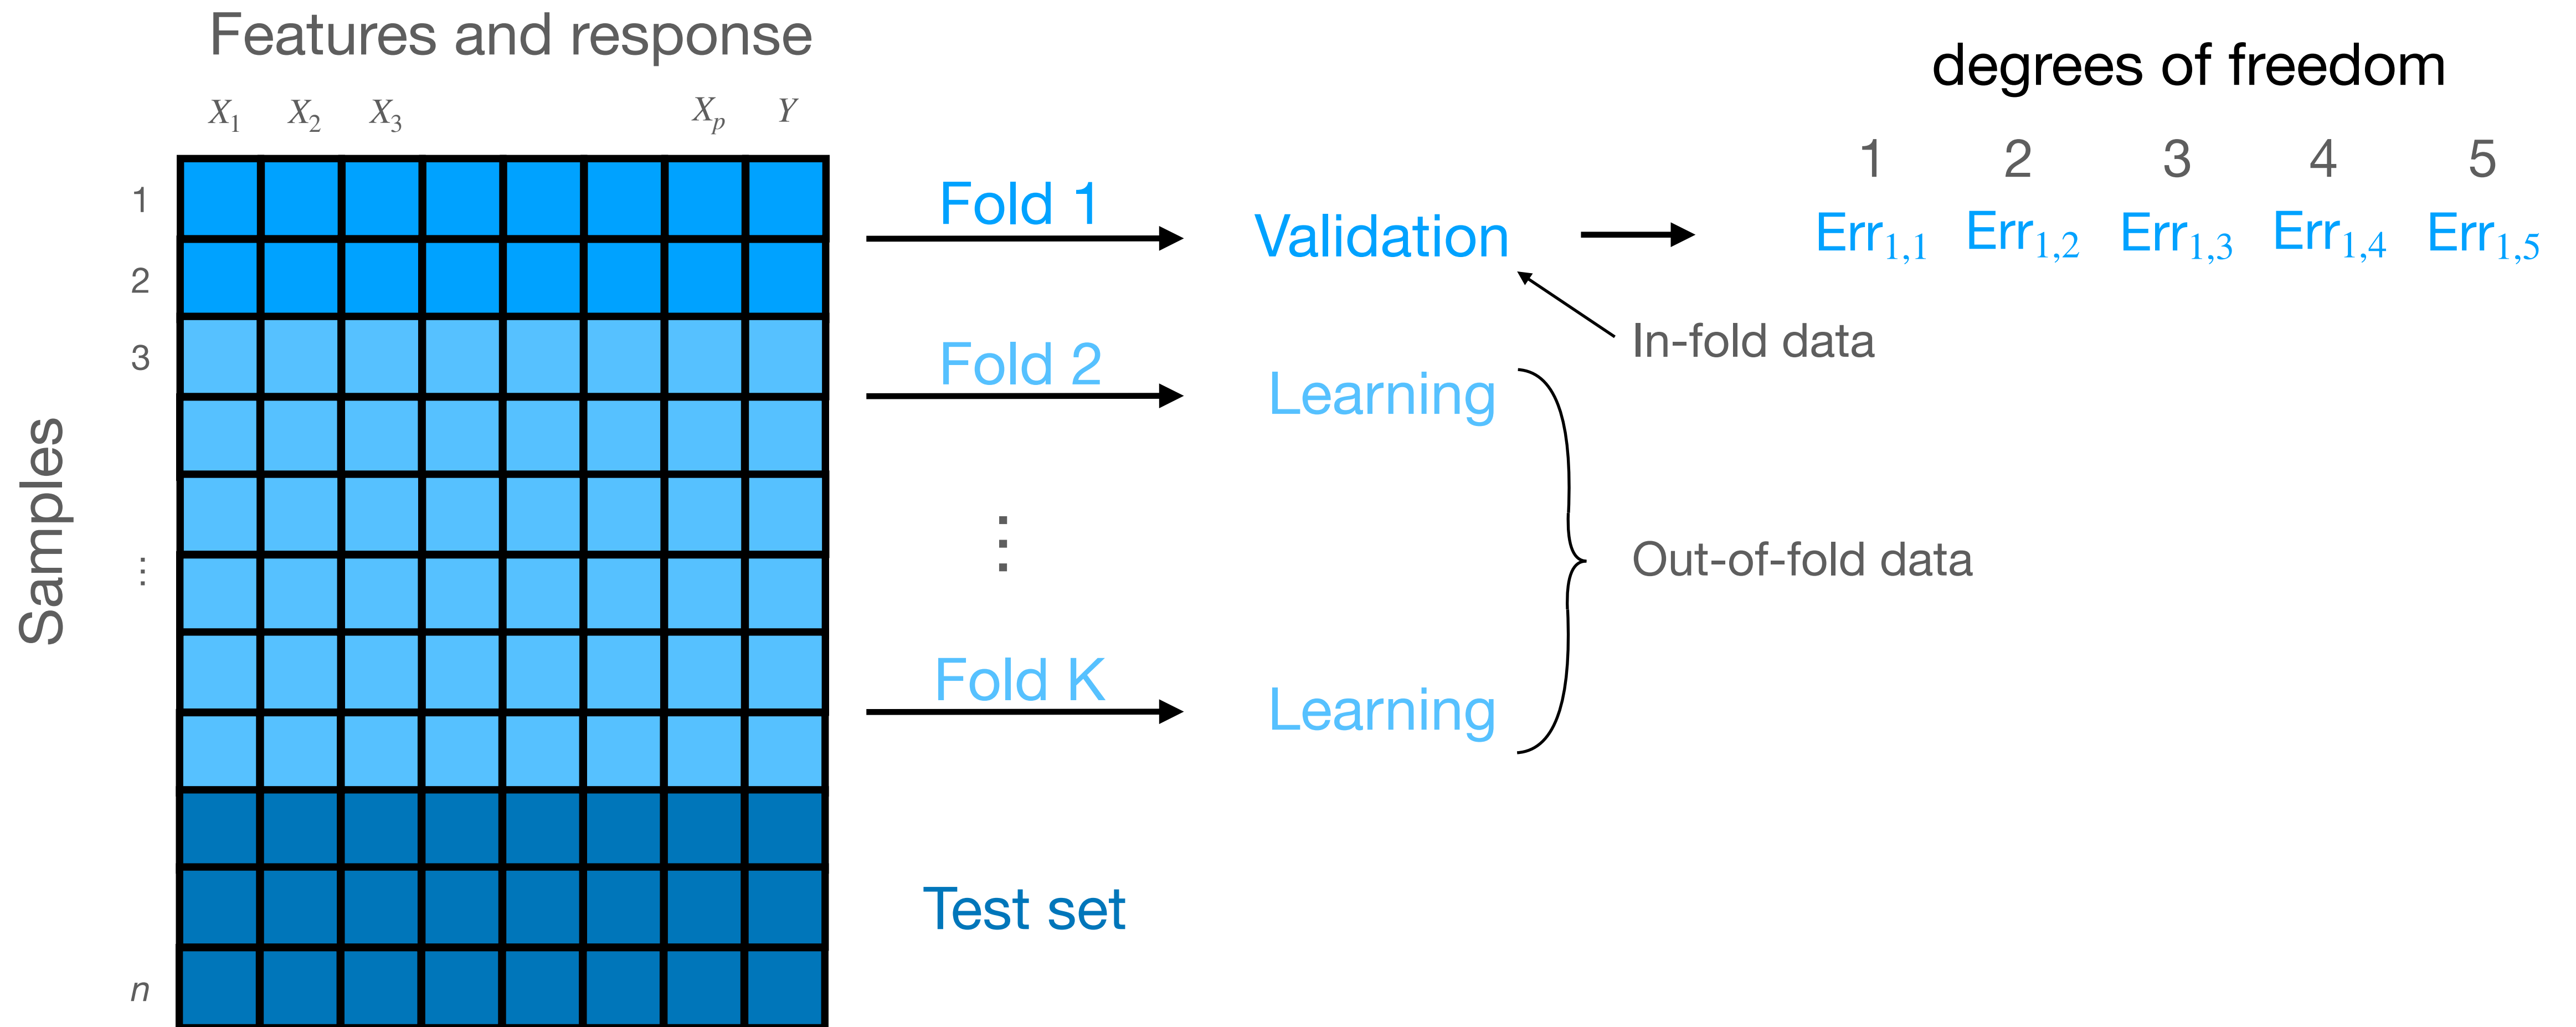 Features and response
degrees of freedom
X₁ X₂ X₃ Xₚ Y
1 2 3 4 5
1
Fold 1
Validation
Err₁,₁ Err₁,₂ Err₁,₃ Err₁,₄ Err₁,₅
2
In-fold data
3
Fold 2
Learning
Samples
⋮
⋮
Out-of-fold data
Fold K
Learning
Test set
n